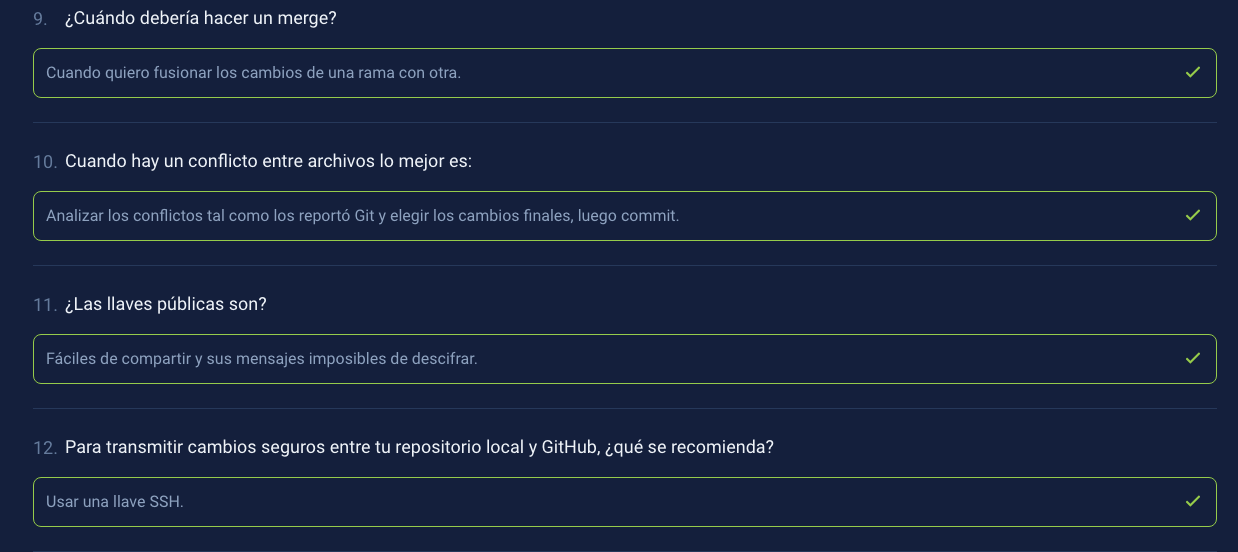 9. ¿Cuándo debería hacer un merge?
Cuando quiero fusionar los cambios de una rama con otra.
10. Cuando hay un conflicto entre archivos lo mejor es:
Analizar los conflictos tal como los reportó Git y elegir los cambios finales, luego commit.
11. ¿Las llaves públicas son?
Fáciles de compartir y sus mensajes imposibles de descifrar.
12. Para transmitir cambios seguros entre tu repositorio local y GitHub, ¿qué se recomienda?
Usar una llave SSH.